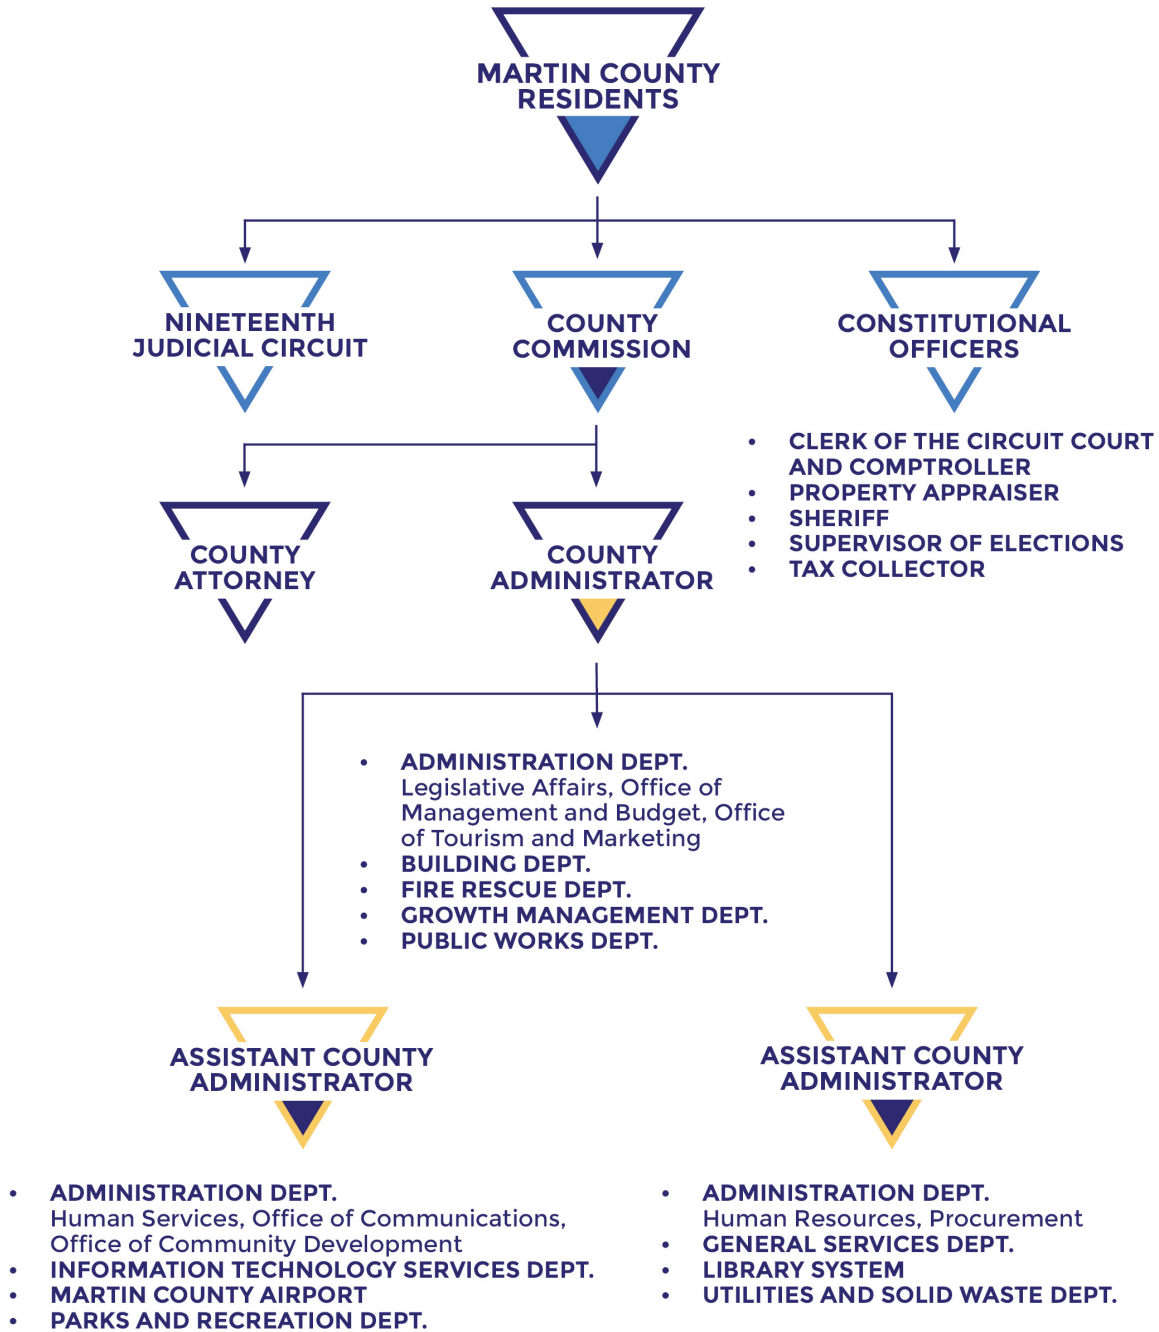 MARTIN COUNTY
RESIDENTS
NINETEENTH
JUDICIAL CIRCUIT
COUNTY
COMMISSION
CONSTITUTIONAL
OFFICERS
• CLERK OF THE CIRCUIT COURT
AND COMPTROLLER
• PROPERTY APPRAISER
• SHERIFF
• SUPERVISOR OF ELECTIONS
• TAX COLLECTOR
COUNTY
ATTORNEY
COUNTY
ADMINISTRATOR
• ADMINISTRATION DEPT.
Legislative Affairs, Office of
Management and Budget, Office
of Tourism and Marketing
• BUILDING DEPT.
• FIRE RESCUE DEPT.
• GROWTH MANAGEMENT DEPT.
• PUBLIC WORKS DEPT.
ASSISTANT COUNTY
ADMINISTRATOR
• ADMINISTRATION DEPT.
Human Services, Office of Communications,
Office of Community Development
• INFORMATION TECHNOLOGY SERVICES DEPT.
• MARTIN COUNTY AIRPORT
• PARKS AND RECREATION DEPT.
ASSISTANT COUNTY
ADMINISTRATOR
• ADMINISTRATION DEPT.
Human Resources, Procurement
• GENERAL SERVICES DEPT.
• LIBRARY SYSTEM
• UTILITIES AND SOLID WASTE DEPT.